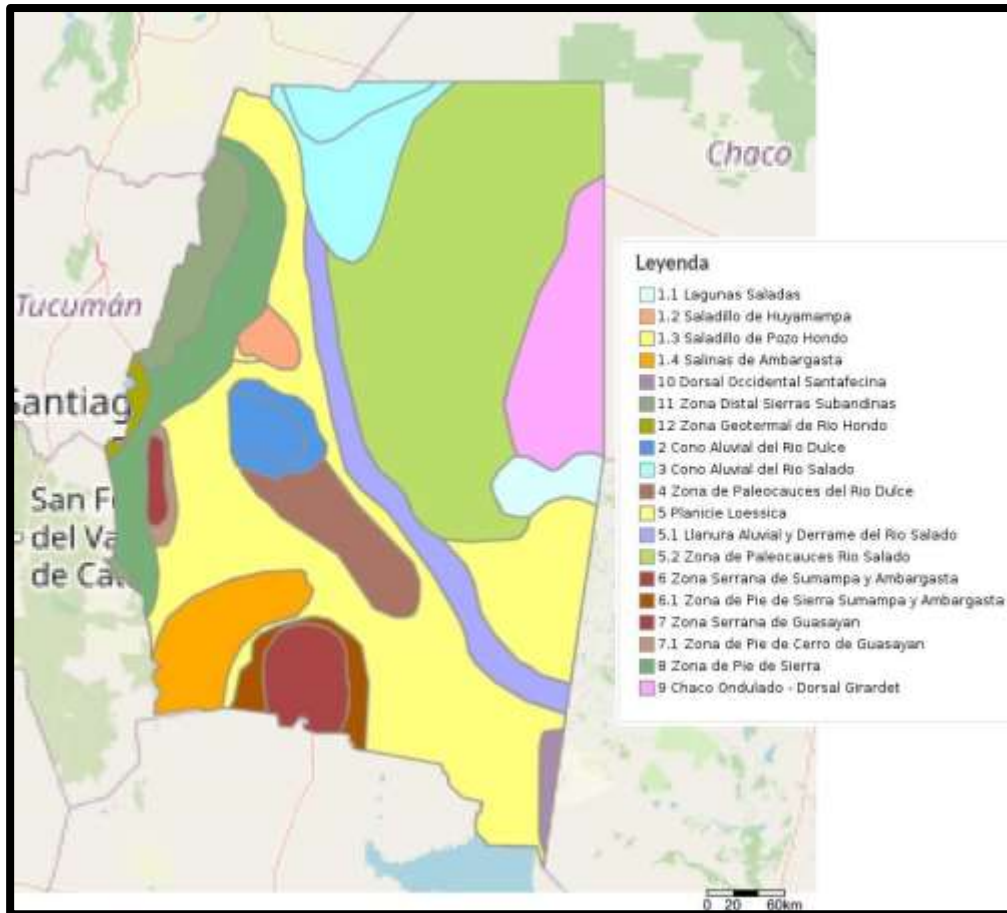 Chaco
Tucumán
Santiag
San F
del Va
de Ca
Leyenda
1.1 Lagunas Saladas
1.2 Saladillo de Huyamampa
1.3 Saladillo de Pozo Hondo
1.4 Salinas de Ambargasta
10 Dorsal Occidental Santafecina
11 Zona Distal Sierras Subandinas
12 Zona Geotermal de Rio Hondo
2 Cono Aluvial del Rio Dulce
3 Cono Aluvial del Rio Salado
4 Zona de Paleocauces del Rio Dulce
5 Planicie Loessica
5.1 Llanura Aluvial y Derrame del Rio Salado
5.2 Zona de Paleocauces Rio Salado
6 Zona Serrana de Sumampa y Ambargasta
6.1 Zona de Pie de Sierra Sumampa y Ambargasta
7 Zona Serrana de Guasayan
7.1 Zona de Pie de Cerro de Guasayan
8 Zona de Pie de Sierra
9 Chaco Ondulado - Dorsal Girardet
0 20 60km